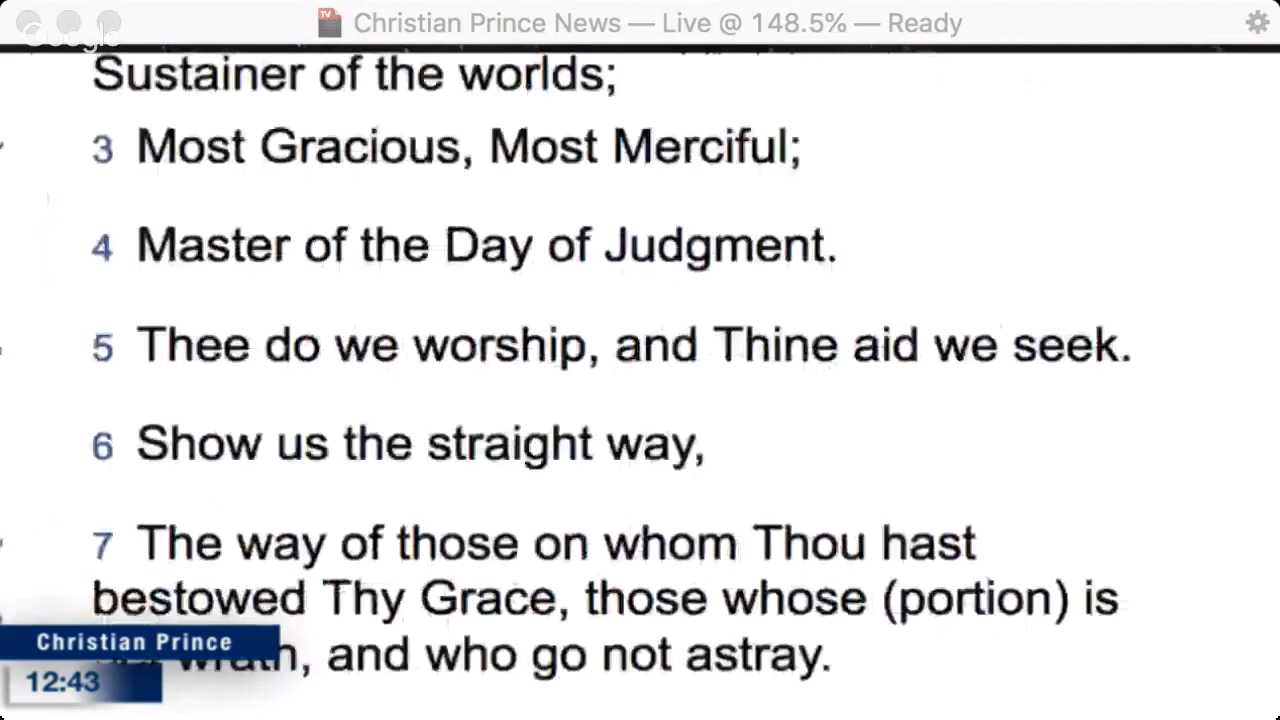 Christian Prince News — Live @ 148.5% — Ready
Google
TV
Sustainer of the worlds;
3 Most Gracious, Most Merciful;
4 Master of the Day of Judgment.
5 Thee do we worship, and Thine aid we seek.
6 Show us the straight way,
7 The way of those on whom Thou hast
bestowed Thy Grace, those whose (portion) is
wrath, and who go not astray.
Christian Prince
12:43